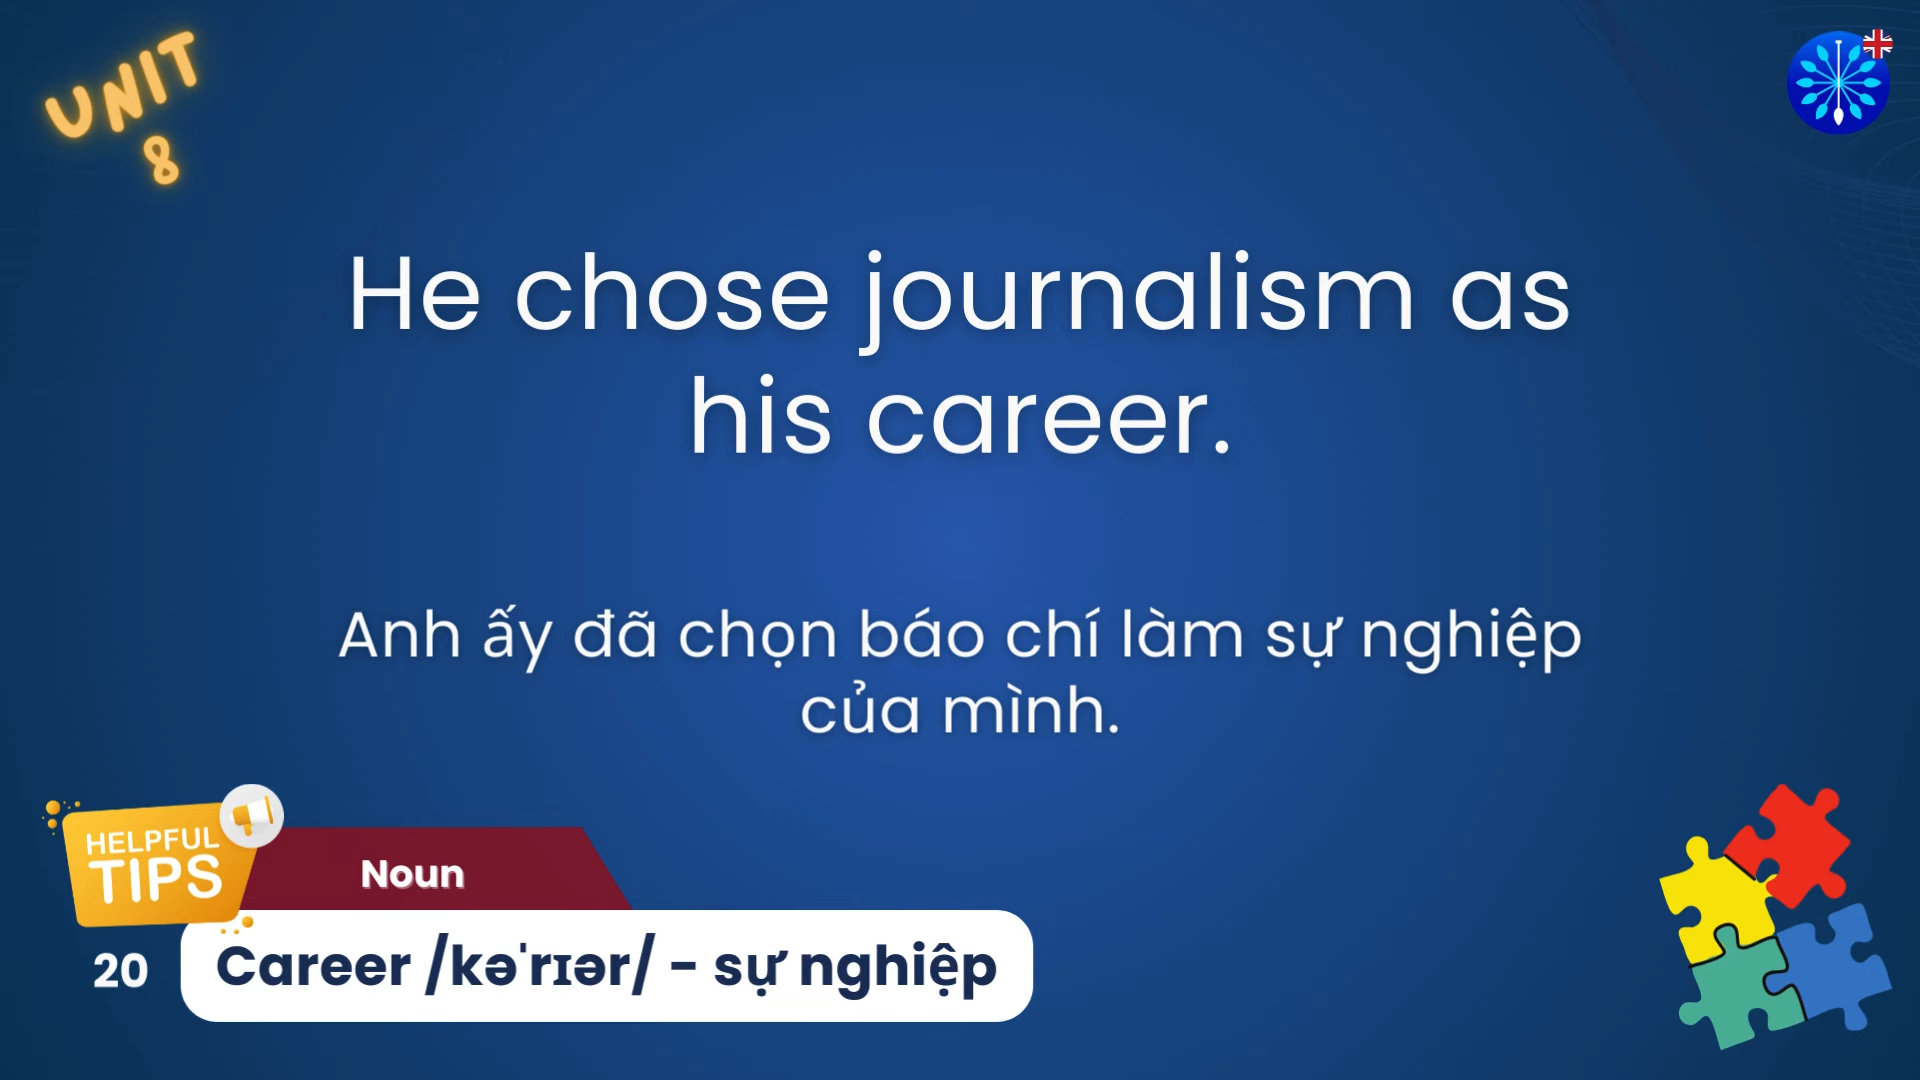 UNIT
8
He chose journalism as
his career.
Anh ấy đã chọn báo chí làm sự nghiệp
của mình.
HELPFUL
TIPS
Noun
20
Career /kəˈrɪər/ - sự nghiệp